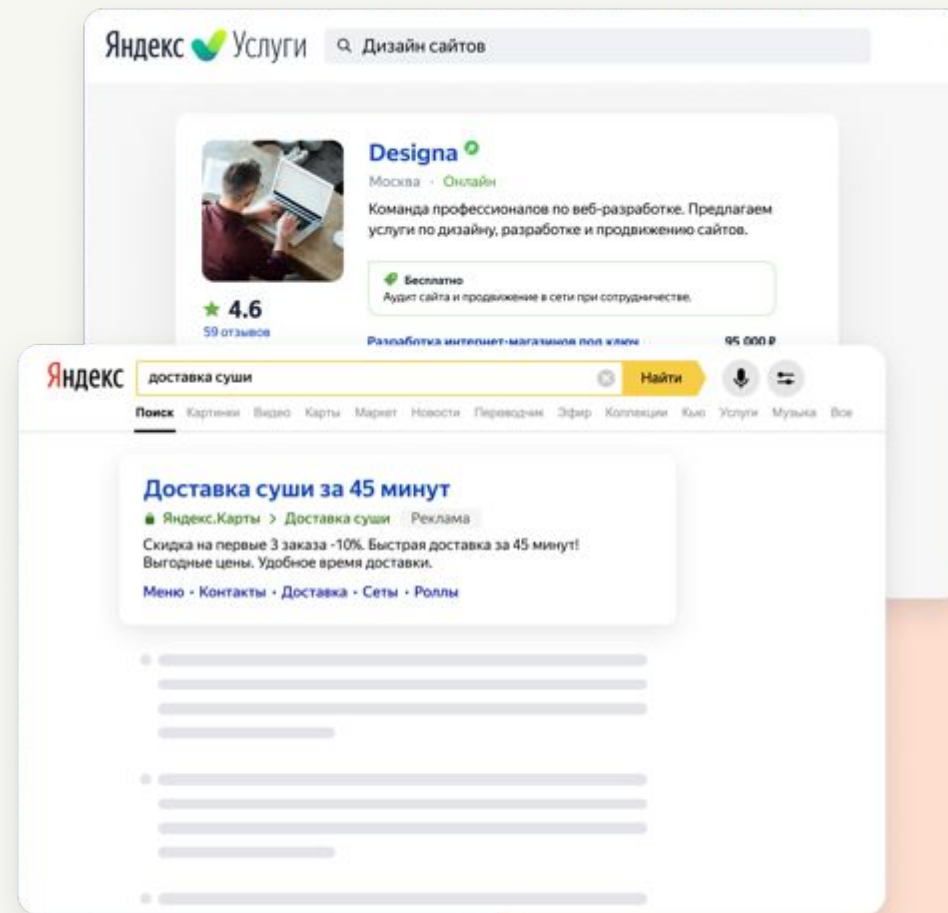 Яндекс Услуги
Дизайн сайтов
Designa
Москва · Онлайн
Команда профессионалов по веб-разработке. Предлагаем
услуги по дизайну, разработке и продвижению сайтов.
Бесплатно
Аудит сайта и продвижение в сети при сотрудничестве.
4.6
59 отзывов
Разработка интернет-магазинов под ключ 95 000 ₽
Яндекс
доставка суши
Найти
Поиск Картинки Видео Карты Маркет Новости Переводчик Эфир Коллекции Кью Услуги Музыка Все
Доставка суши за 45 минут
Яндекс.Карты > Доставка суши Реклама
Скидка на первые 3 заказа -10%. Быстрая доставка за 45 минут!
Выгодные цены. Удобное время доставки.
Меню · Контакты · Доставка · Сеты · Роллы